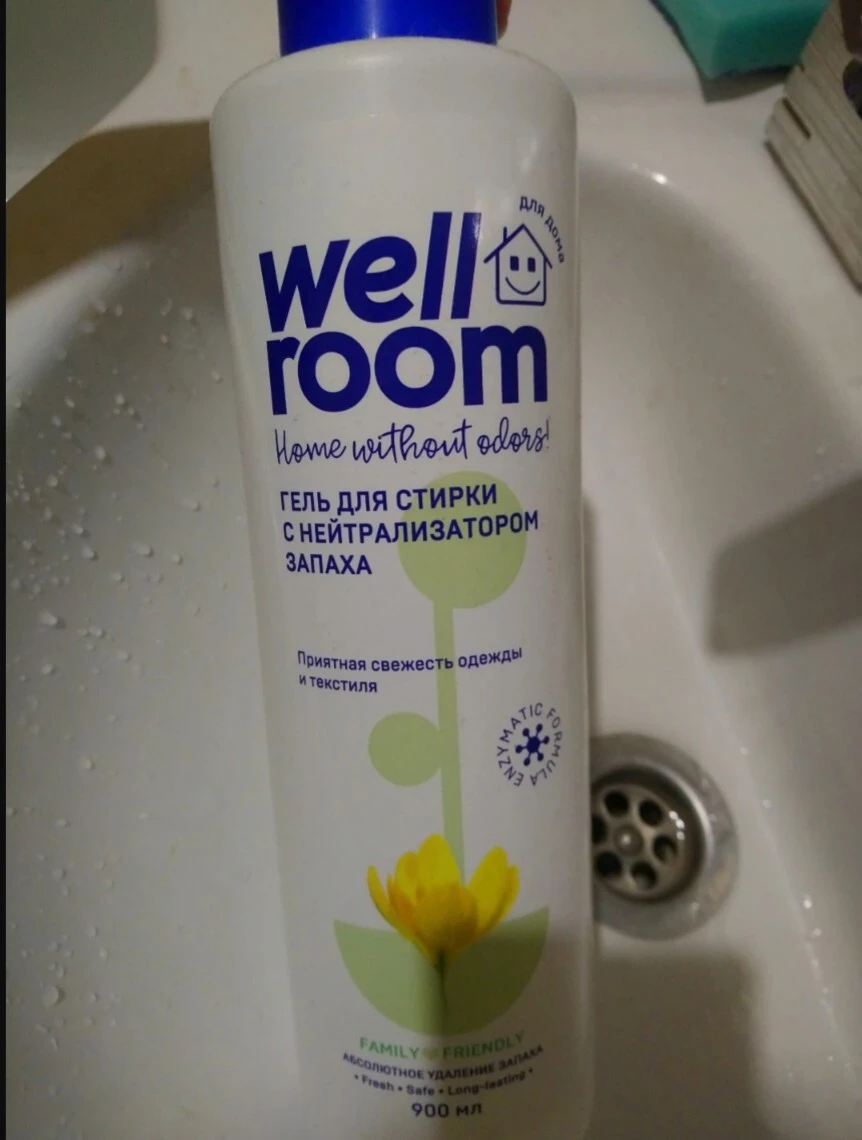 для дома
well
room
Home without odors!
ГЕЛЬ ДЛЯ СТИРКИ
С НЕЙТРАЛИЗАТОРОМ
ЗАПАХА
Приятная свежесть одежды
и текстиля
ENZYMATIC FORMULA
FAMILY FRIENDLY
АБСОЛЮТНОЕ УДАЛЕНИЕ ЗАПАХА
• Fresh • Safe • Long-lasting •
900 мл